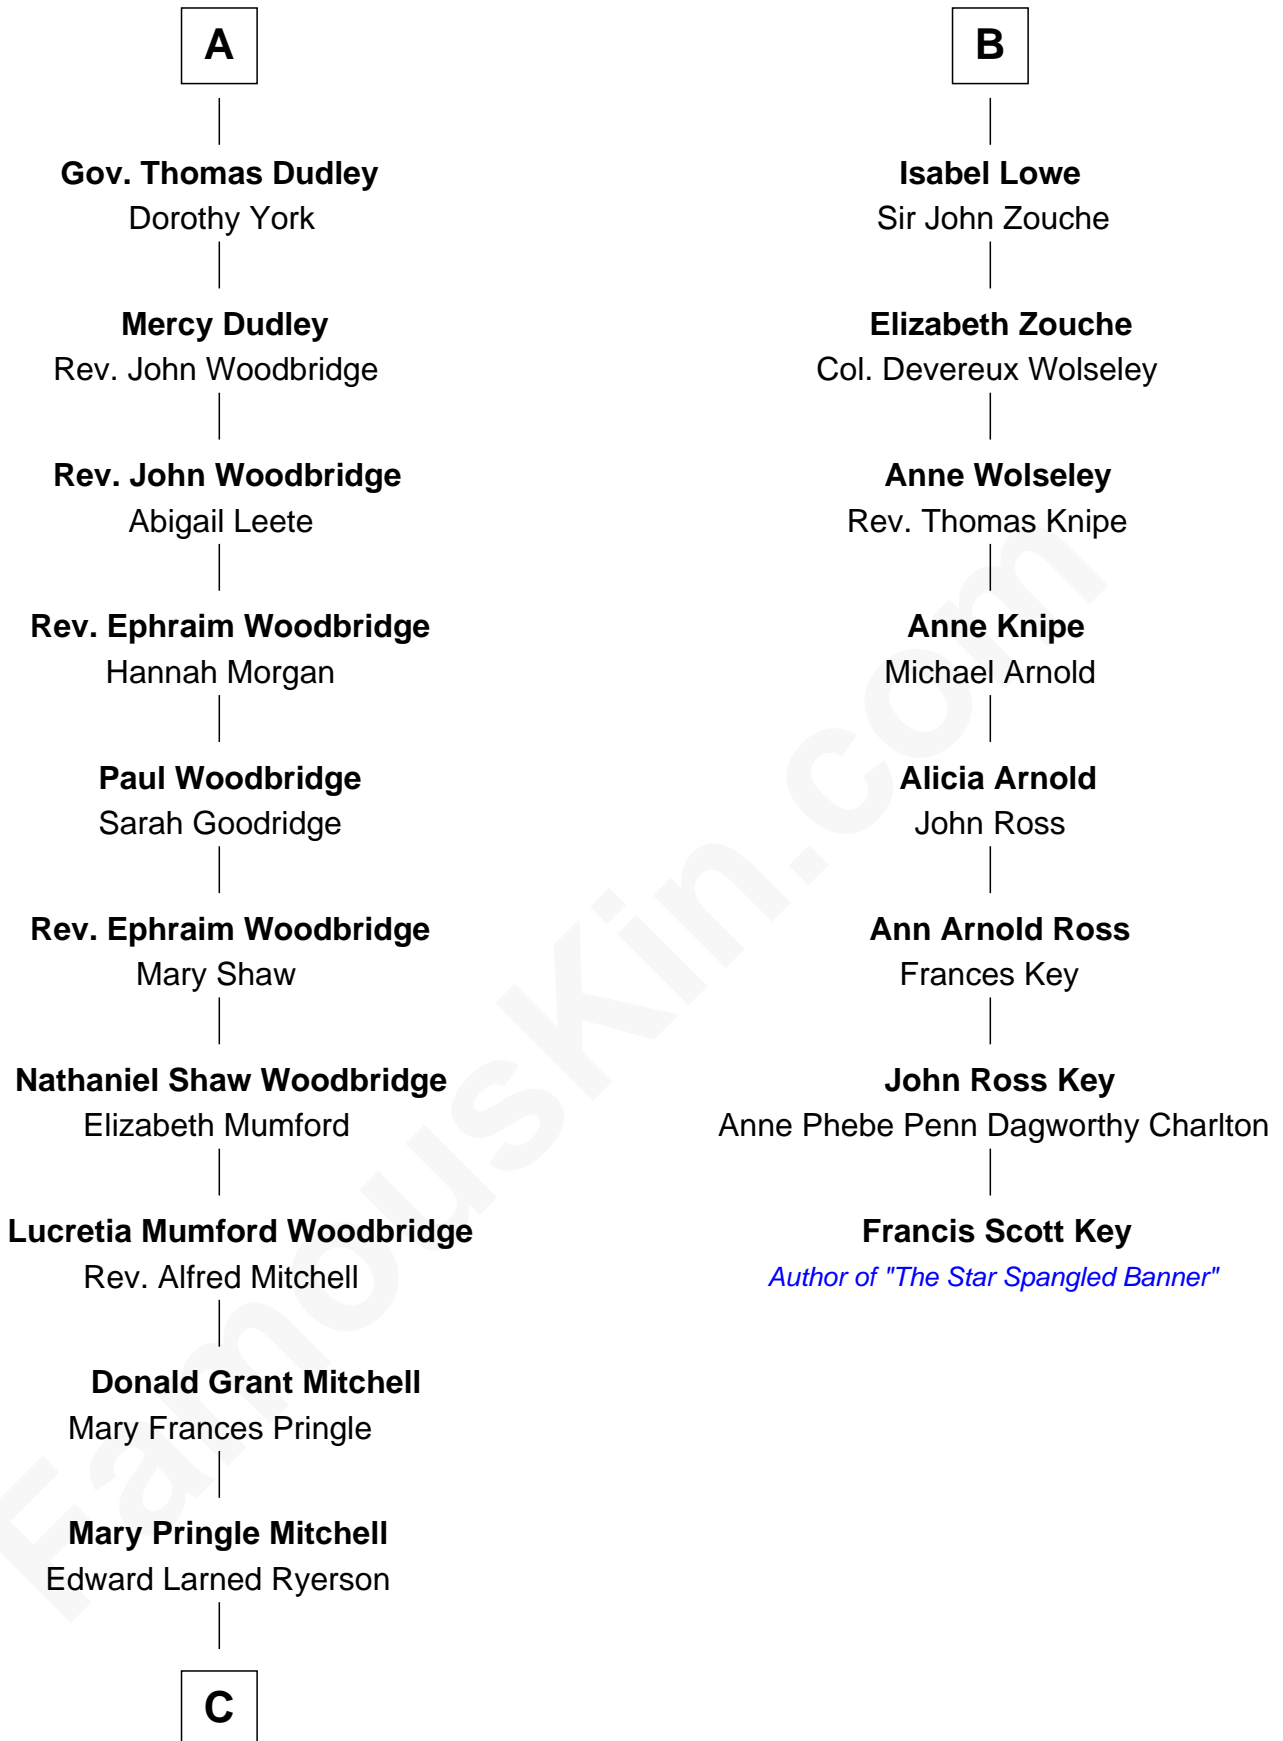 A
Gov. Thomas Dudley
Dorothy York
Mercy Dudley
Rev. John Woodbridge
Rev. John Woodbridge
Abigail Leete
Rev. Ephraim Woodbridge
Hannah Morgan
Paul Woodbridge
Sarah Goodridge
Rev. Ephraim Woodbridge
Mary Shaw
Nathaniel Shaw Woodbridge
Elizabeth Mumford
Lucretia Mumford Woodbridge
Rev. Alfred Mitchell
Donald Grant Mitchell
Mary Frances Pringle
Mary Pringle Mitchell
Edward Larned Ryerson
C
B
Isabel Lowe
Sir John Zouche
Elizabeth Zouche
Col. Devereux Wolseley
Anne Wolseley
Rev. Thomas Knipe
Anne Knipe
Michael Arnold
Alicia Arnold
John Ross
Ann Arnold Ross
Frances Key
John Ross Key
Anne Phebe Penn Dagworthy Charlton
Francis Scott Key
Author of "The Star Spangled Banner"
FamousKin.com